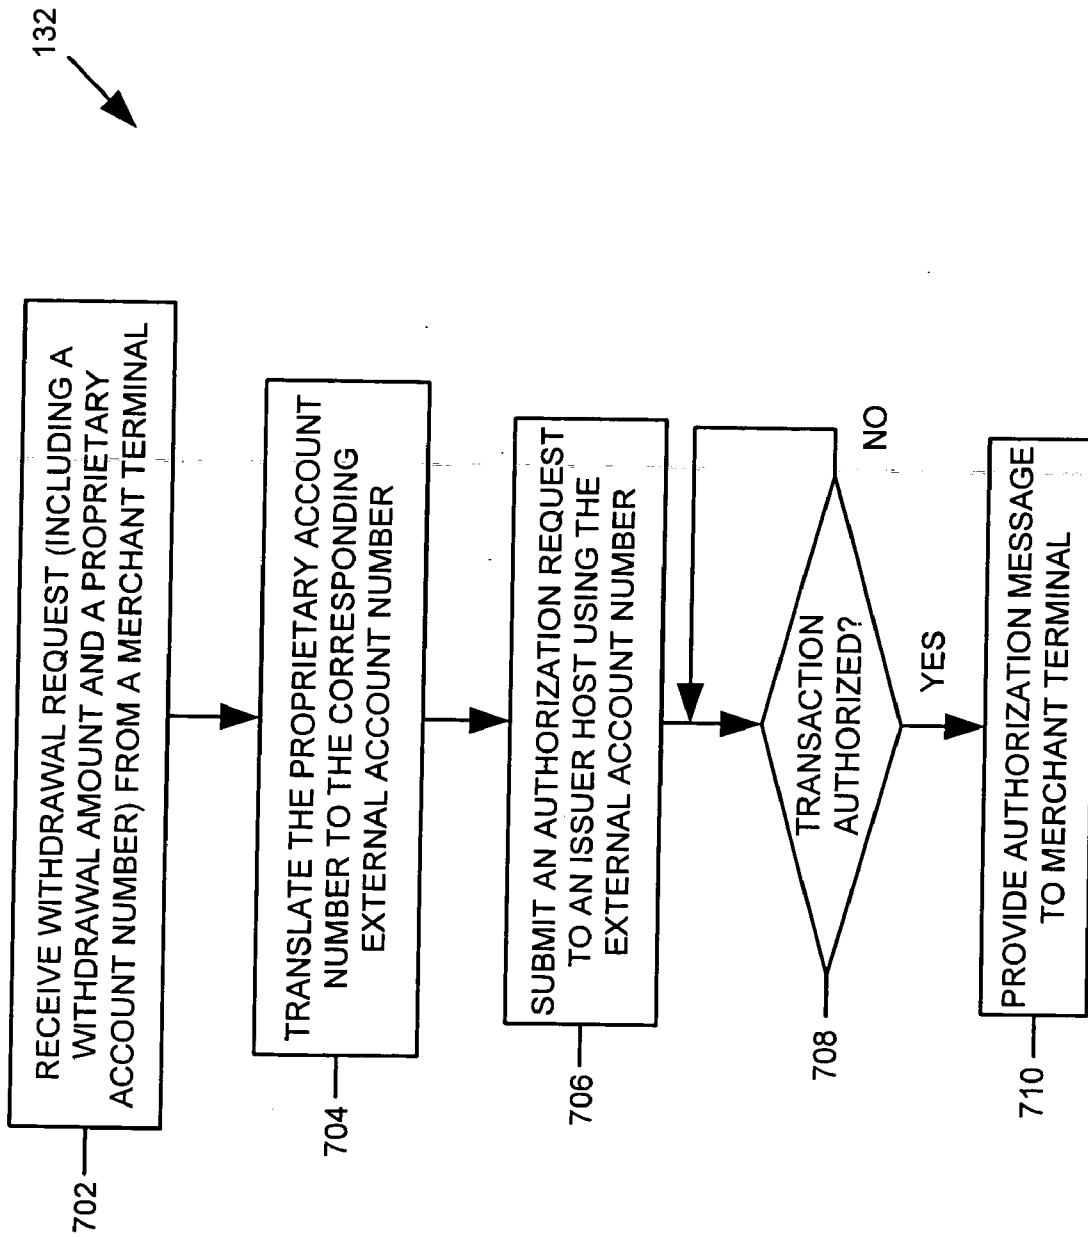 132
RECEIVE WITHDRAWAL REQUEST (INCLUDING A
WITHDRAWAL AMOUNT AND A PROPRIETARY
ACCOUNT NUMBER) FROM A MERCHANT TERMINAL
702
TRANSLATE THE PROPRIETARY ACCOUNT
NUMBER TO THE CORRESPONDING
EXTERNAL ACCOUNT NUMBER
704
SUBMIT AN AUTHORIZATION REQUEST
TO AN ISSUER HOST USING THE
EXTERNAL ACCOUNT NUMBER
706
TRANSACTION
AUTHORIZED?
708
NO
YES
PROVIDE AUTHORIZATION MESSAGE
TO MERCHANT TERMINAL
710